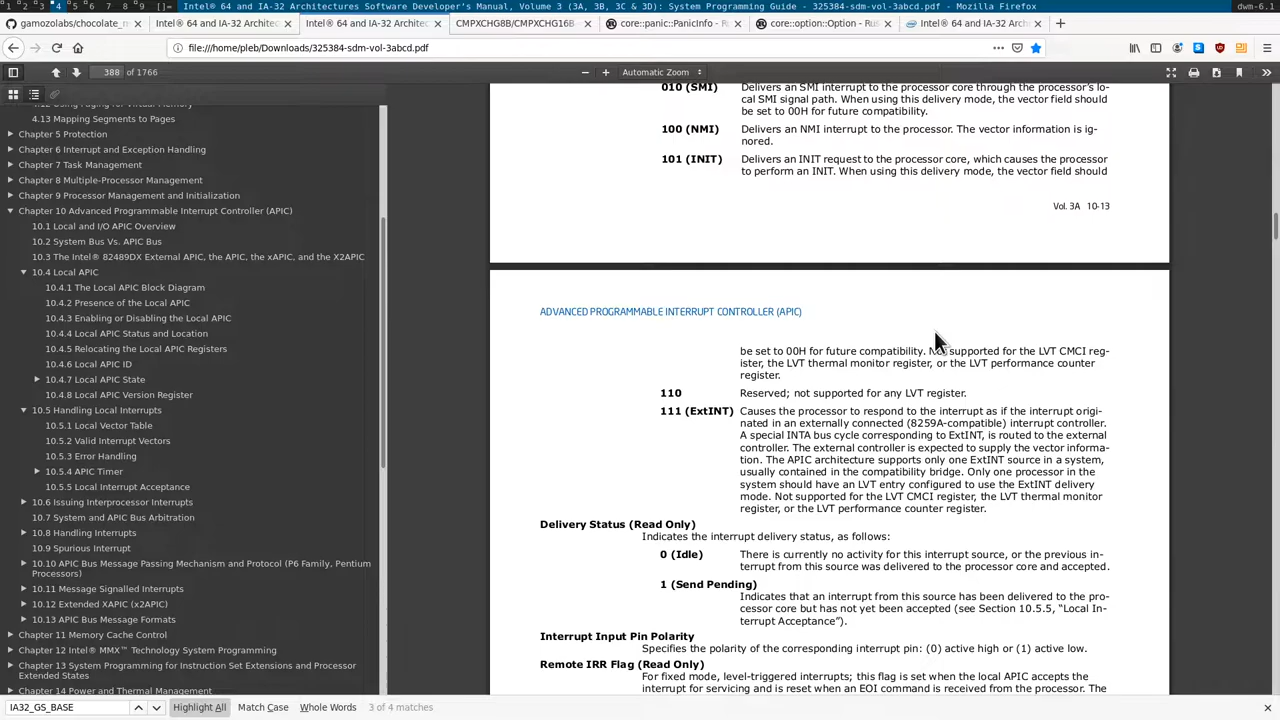 1 2 3 4 5 6 7 8 9 []= Intel® 64 and IA-32 Architectures Software Developer's Manual, Volume 3 (3A, 3B, 3C & 3D): System Programming Guide - 325384-sdm-vol-3abcd.pdf - Mozilla Firefox dwm-6.1
gamozolabs/chocolate_m
Intel® 64 and IA-32 Architec
Intel® 64 and IA-32 Architec
CMPXCHG8B/CMPXCHG16B
core::panic::PanicInfo - Ru
core::option::Option - Rus
Intel® 64 and IA-32 Archi
file:///home/pleb/Downloads/325384-sdm-vol-3abcd.pdf
388 of 1766
Automatic Zoom
4.13 Mapping Segments to Pages
Chapter 5 Protection
Chapter 6 Interrupt and Exception Handling
Chapter 7 Task Management
Chapter 8 Multiple-Processor Management
Chapter 9 Processor Management and Initialization
Chapter 10 Advanced Programmable Interrupt Controller (APIC)
10.1 Local and I/O APIC Overview
10.2 System Bus Vs. APIC Bus
10.3 The Intel® 82489DX External APIC, the APIC, the xAPIC, and the X2APIC
10.4 Local APIC
10.4.1 The Local APIC Block Diagram
10.4.2 Presence of the Local APIC
10.4.3 Enabling or Disabling the Local APIC
10.4.4 Local APIC Status and Location
10.4.5 Relocating the Local APIC Registers
10.4.6 Local APIC ID
10.4.7 Local APIC State
10.4.8 Local APIC Version Register
10.5 Handling Local Interrupts
10.5.1 Local Vector Table
10.5.2 Valid Interrupt Vectors
10.5.3 Error Handling
10.5.4 APIC Timer
10.5.5 Local Interrupt Acceptance
10.6 Issuing Interprocessor Interrupts
10.7 System and APIC Bus Arbitration
10.8 Handling Interrupts
10.9 Spurious Interrupt
10.10 APIC Bus Message Passing Mechanism and Protocol (P6 Family, Pentium
Processors)
10.11 Message Signalled Interrupts
10.12 Extended XAPIC (x2APIC)
10.13 APIC Bus Message Formats
Chapter 11 Memory Cache Control
Chapter 12 Intel® MMX™ Technology System Programming
Chapter 13 System Programming for Instruction Set Extensions and Processor
Extended States
Chapter 14 Power and Thermal Management
010 (SMI) Delivers an SMI interrupt to the processor core through the processor's lo-
cal SMI signal path. When using this delivery mode, the vector field should
be set to 00H for future compatibility.
100 (NMI) Delivers an NMI interrupt to the processor. The vector information is ig-
nored.
101 (INIT) Delivers an INIT request to the processor core, which causes the processor
to perform an INIT. When using this delivery mode, the vector field should
Vol. 3A 10-13
ADVANCED PROGRAMMABLE INTERRUPT CONTROLLER (APIC)
be set to 00H for future compatibility. Not supported for the LVT CMCI reg-
ister, the LVT thermal monitor register, or the LVT performance counter
register.
110 Reserved; not supported for any LVT register.
111 (ExtINT) Causes the processor to respond to the interrupt as if the interrupt origi-
nated in an externally connected (8259A-compatible) interrupt controller.
A special INTA bus cycle corresponding to ExtINT, is routed to the external
controller. The external controller is expected to supply the vector informa-
tion. The APIC architecture supports only one ExtINT source in a system,
usually contained in the compatibility bridge. Only one processor in the
system should have an LVT entry configured to use the ExtINT delivery
mode. Not supported for the LVT CMCI register, the LVT thermal monitor
register, or the LVT performance counter register.
Delivery Status (Read Only)
Indicates the interrupt delivery status, as follows:
0 (Idle) There is currently no activity for this interrupt source, or the previous in-
terrupt from this source was delivered to the processor core and accepted.
1 (Send Pending)
Indicates that an interrupt from this source has been delivered to the pro-
cessor core but has not yet been accepted (see Section 10.5.5, “Local In-
terrupt Acceptance”).
Interrupt Input Pin Polarity
Specifies the polarity of the corresponding interrupt pin: (0) active high or (1) active low.
Remote IRR Flag (Read Only)
For fixed mode, level-triggered interrupts; this flag is set when the local APIC accepts the
interrupt for servicing and is reset when an EOI command is received from the processor. The
IA32_GS_BASE
Highlight All Match Case Whole Words 3 of 4 matches